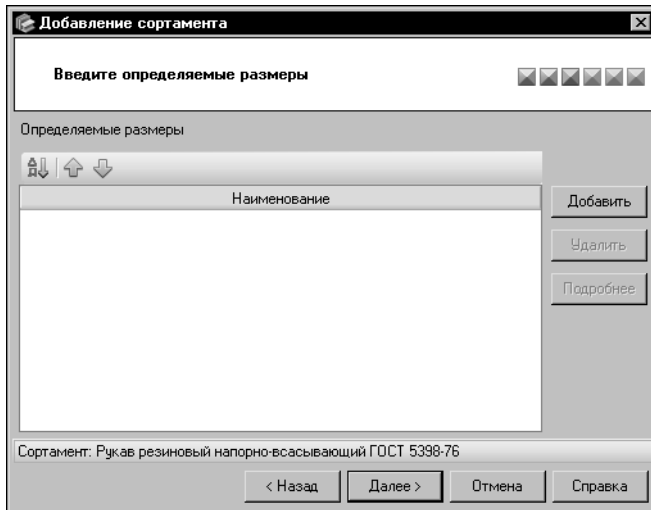 Добавление сортамента
Введите определяемые размеры
Определяемые размеры
Наименование
Добавить
Удалить
Подробнее
Сортамент: Рукав резиновый напорно-всасывающий ГОСТ 5398-76
< Назад
Далее >
Отмена
Справка